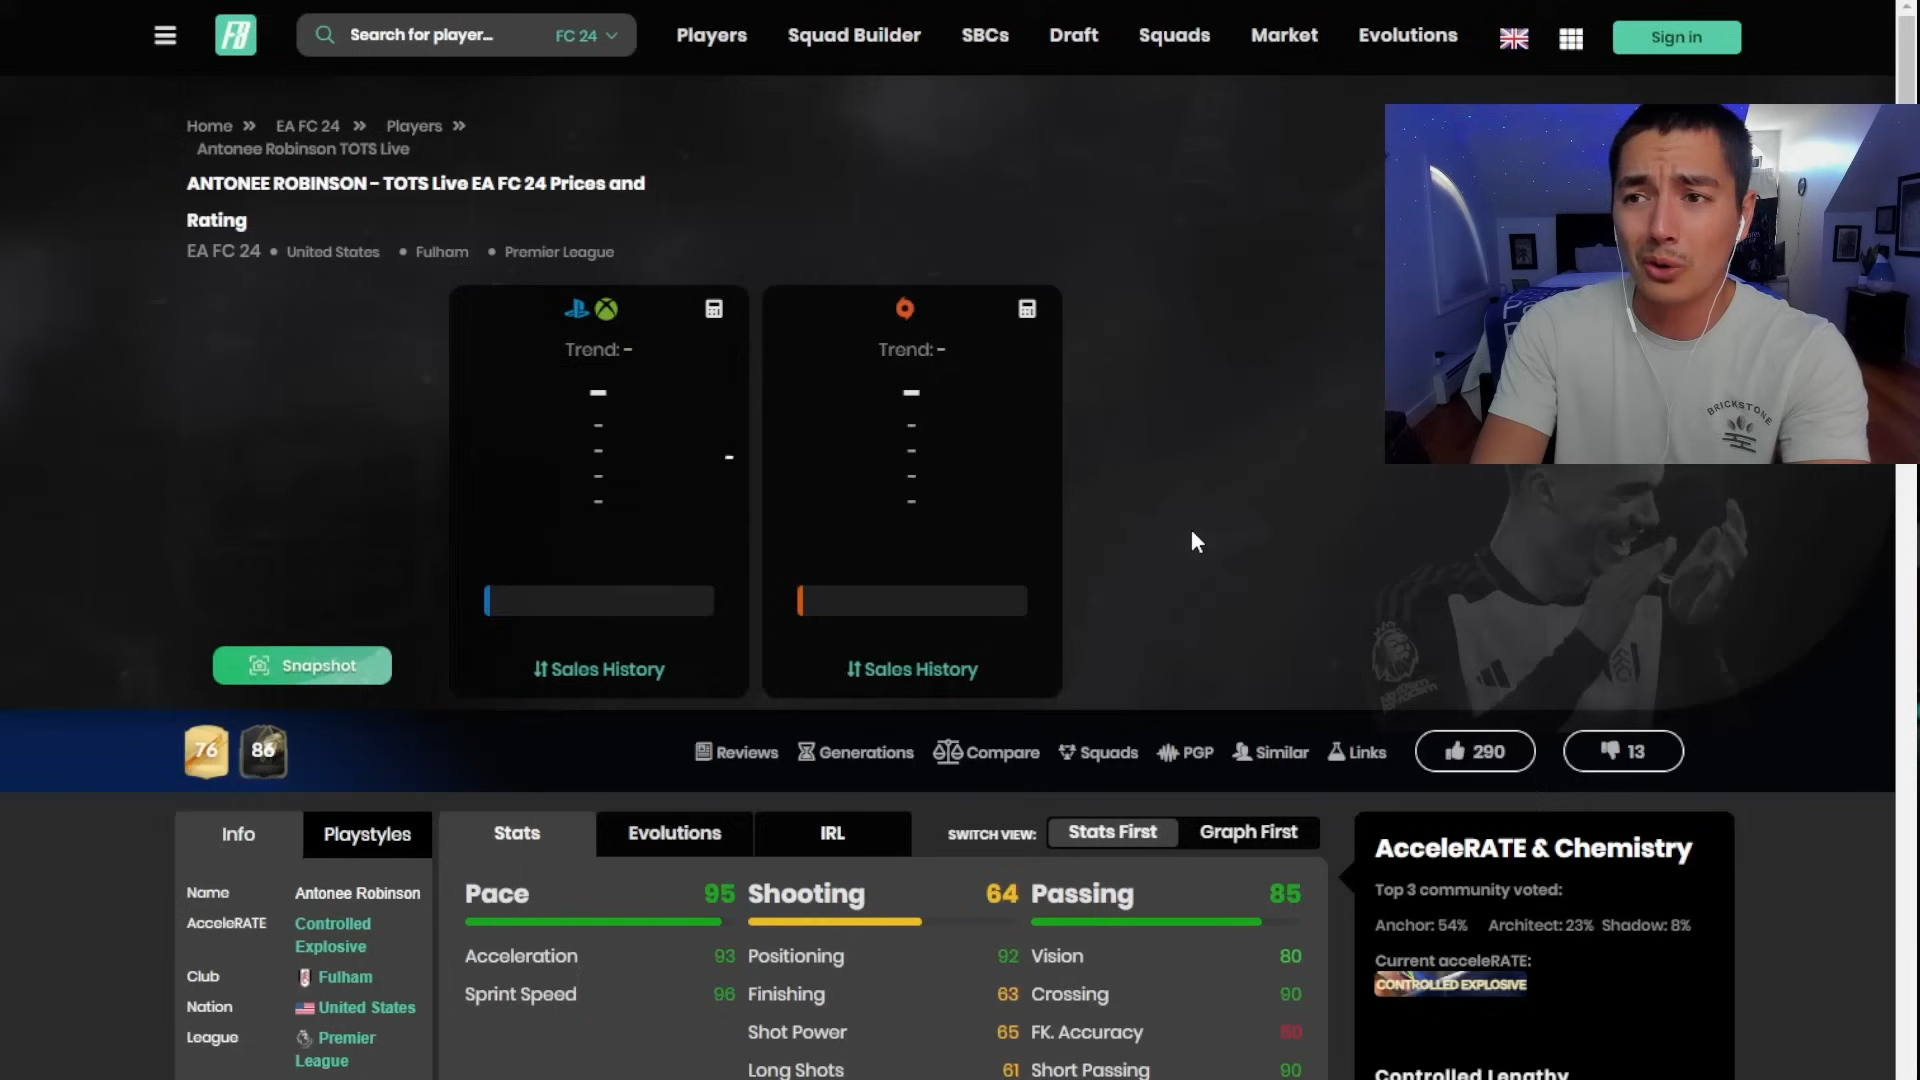 FB
Search for player...
FC 24
Players
Squad Builder
SBCs
Draft
Squads
Market
Evolutions
Sign in
Home » EA FC 24 » Players »
Antonee Robinson TOTS Live
ANTONEE ROBINSON - TOTS Live EA FC 24 Prices and
Rating
EA FC 24 • United States • Fulham • Premier League
Trend: -
-
-
-
-
-
-
Trend: -
-
-
-
-
-
Sales History
Sales History
Snapshot
BRICKSTONE
76
86
Reviews
Generations
Compare
Squads
PGP
Similar
Links
290
13
Info
Playstyles
Stats
Evolutions
IRL
SWITCH VIEW:
Stats First
Graph First
Name Antonee Robinson
AcceleRATE Controlled
Explosive
Club Fulham
Nation United States
League Premier
League
Pace 95
Acceleration 93
Sprint Speed 96
Shooting 64
Positioning 92
Finishing 63
Shot Power 65
Long Shots 61
Passing 85
Vision 80
Crossing 90
FK. Accuracy 60
Short Passing 90
AcceleRATE & Chemistry
Top 3 community voted:
Anchor: 54% Architect: 23% Shadow: 8%
Current acceleRATE:
CONTROLLED EXPLOSIVE
Controlled Lengthy